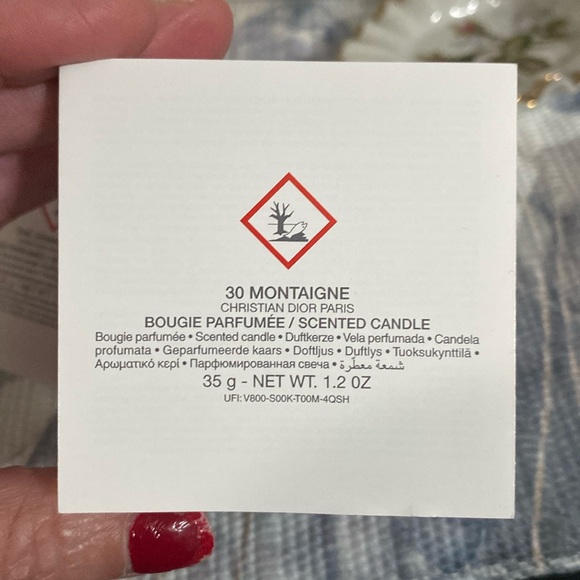 30 MONTAIGNE
CHRISTIAN DIOR PARIS
BOUGIE PARFUMÉE / SCENTED CANDLE
Bougie parfumée • Scented candle • Duftkerze • Vela perfumada • Candela
profumata • Geparfumeerde kaars • Doftljus • Duftlys • Tuoksukynttilä •
Αρωματικό κερί • Парфюмированная свеча • شمعة معطّرة
35 g - NET WT. 1.2 OZ
UFI: V800-S00K-T00M-4QSH